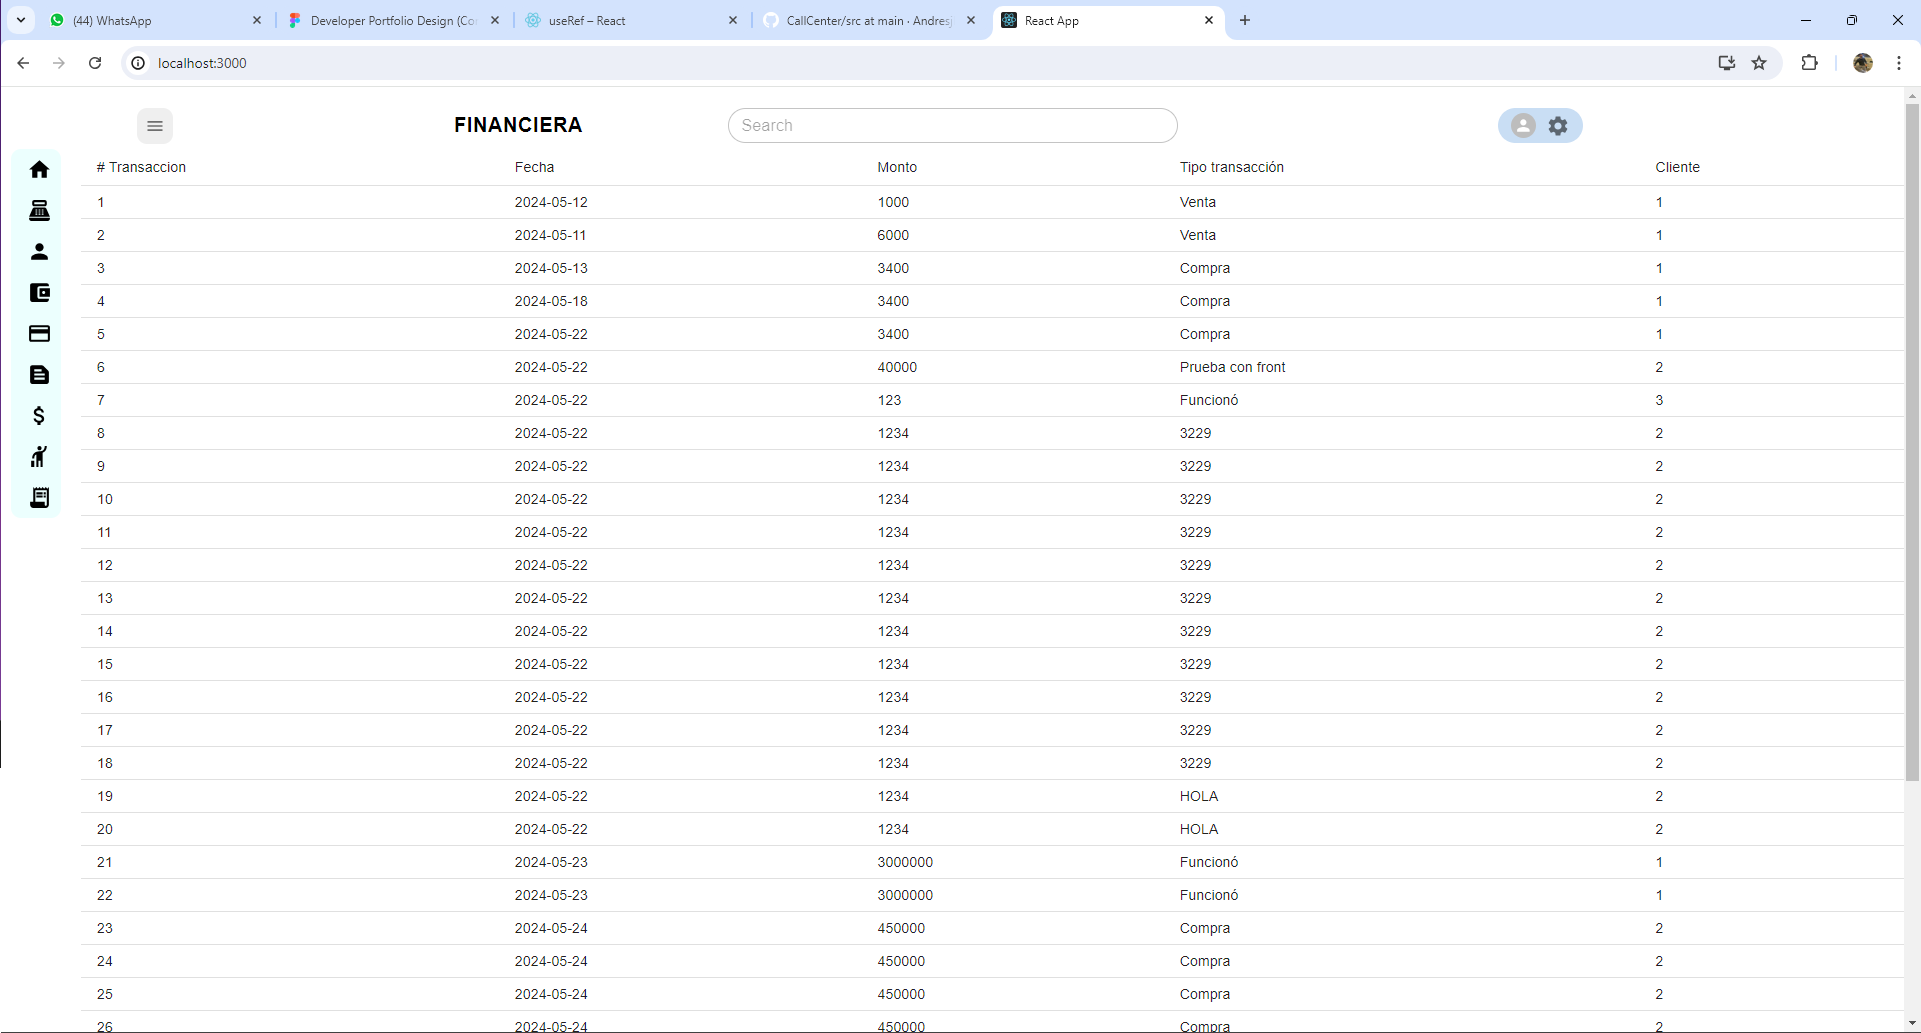 (44) WhatsApp
Developer Portfolio Design (Co
useRef – React
CallCenter/src at main · Andresj
React App
localhost:3000
FINANCIERA
Search
# Transaccion Fecha Monto Tipo transacción Cliente
1 2024-05-12 1000 Venta 1
2 2024-05-11 6000 Venta 1
3 2024-05-13 3400 Compra 1
4 2024-05-18 3400 Compra 1
5 2024-05-22 3400 Compra 1
6 2024-05-22 40000 Prueba con front 2
7 2024-05-22 123 Funcionó 3
8 2024-05-22 1234 3229 2
9 2024-05-22 1234 3229 2
10 2024-05-22 1234 3229 2
11 2024-05-22 1234 3229 2
12 2024-05-22 1234 3229 2
13 2024-05-22 1234 3229 2
14 2024-05-22 1234 3229 2
15 2024-05-22 1234 3229 2
16 2024-05-22 1234 3229 2
17 2024-05-22 1234 3229 2
18 2024-05-22 1234 3229 2
19 2024-05-22 1234 HOLA 2
20 2024-05-22 1234 HOLA 2
21 2024-05-23 3000000 Funcionó 1
22 2024-05-23 3000000 Funcionó 1
23 2024-05-24 450000 Compra 2
24 2024-05-24 450000 Compra 2
25 2024-05-24 450000 Compra 2
26 2024-05-24 450000 Compra 2